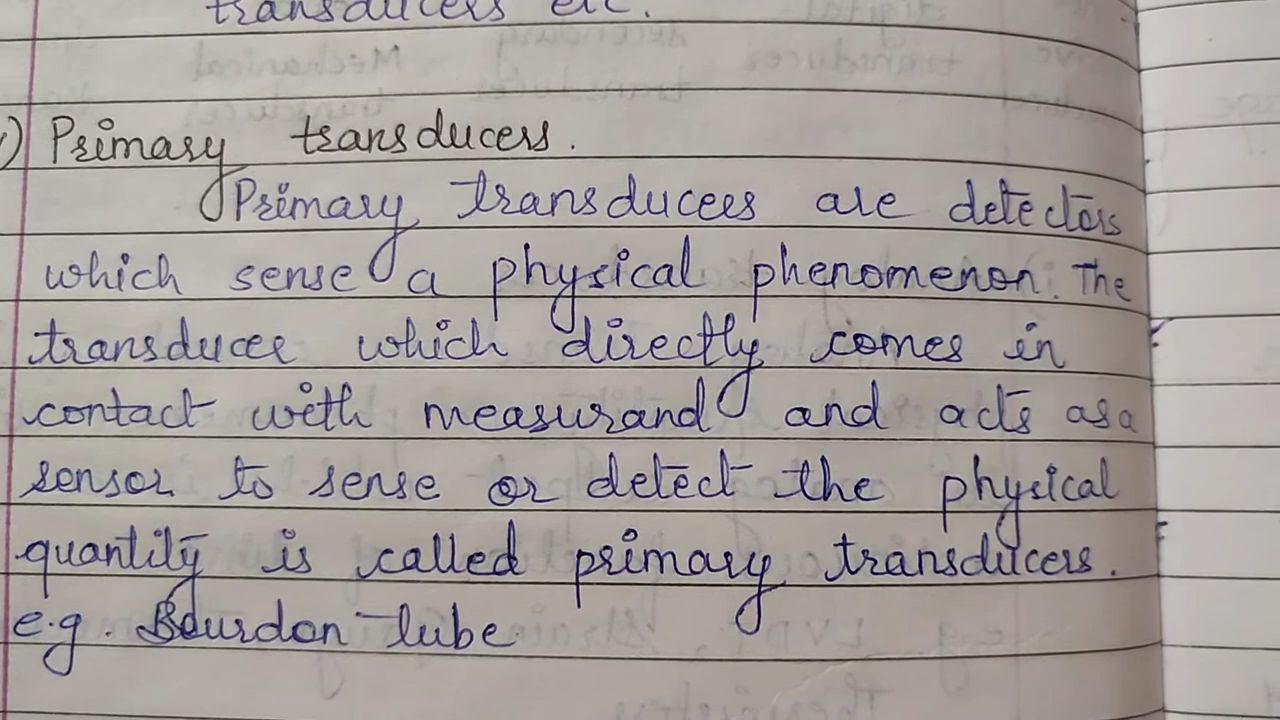 transducers etc.
) Primary transducers.
Primary transducers are detectors
which sense a physical phenomenon. The
transducer which directly comes in
contact with measurand and acts as a
sensor to sense or detect the physical
quantity is called primary transducers.
e.g. Bourdon tube